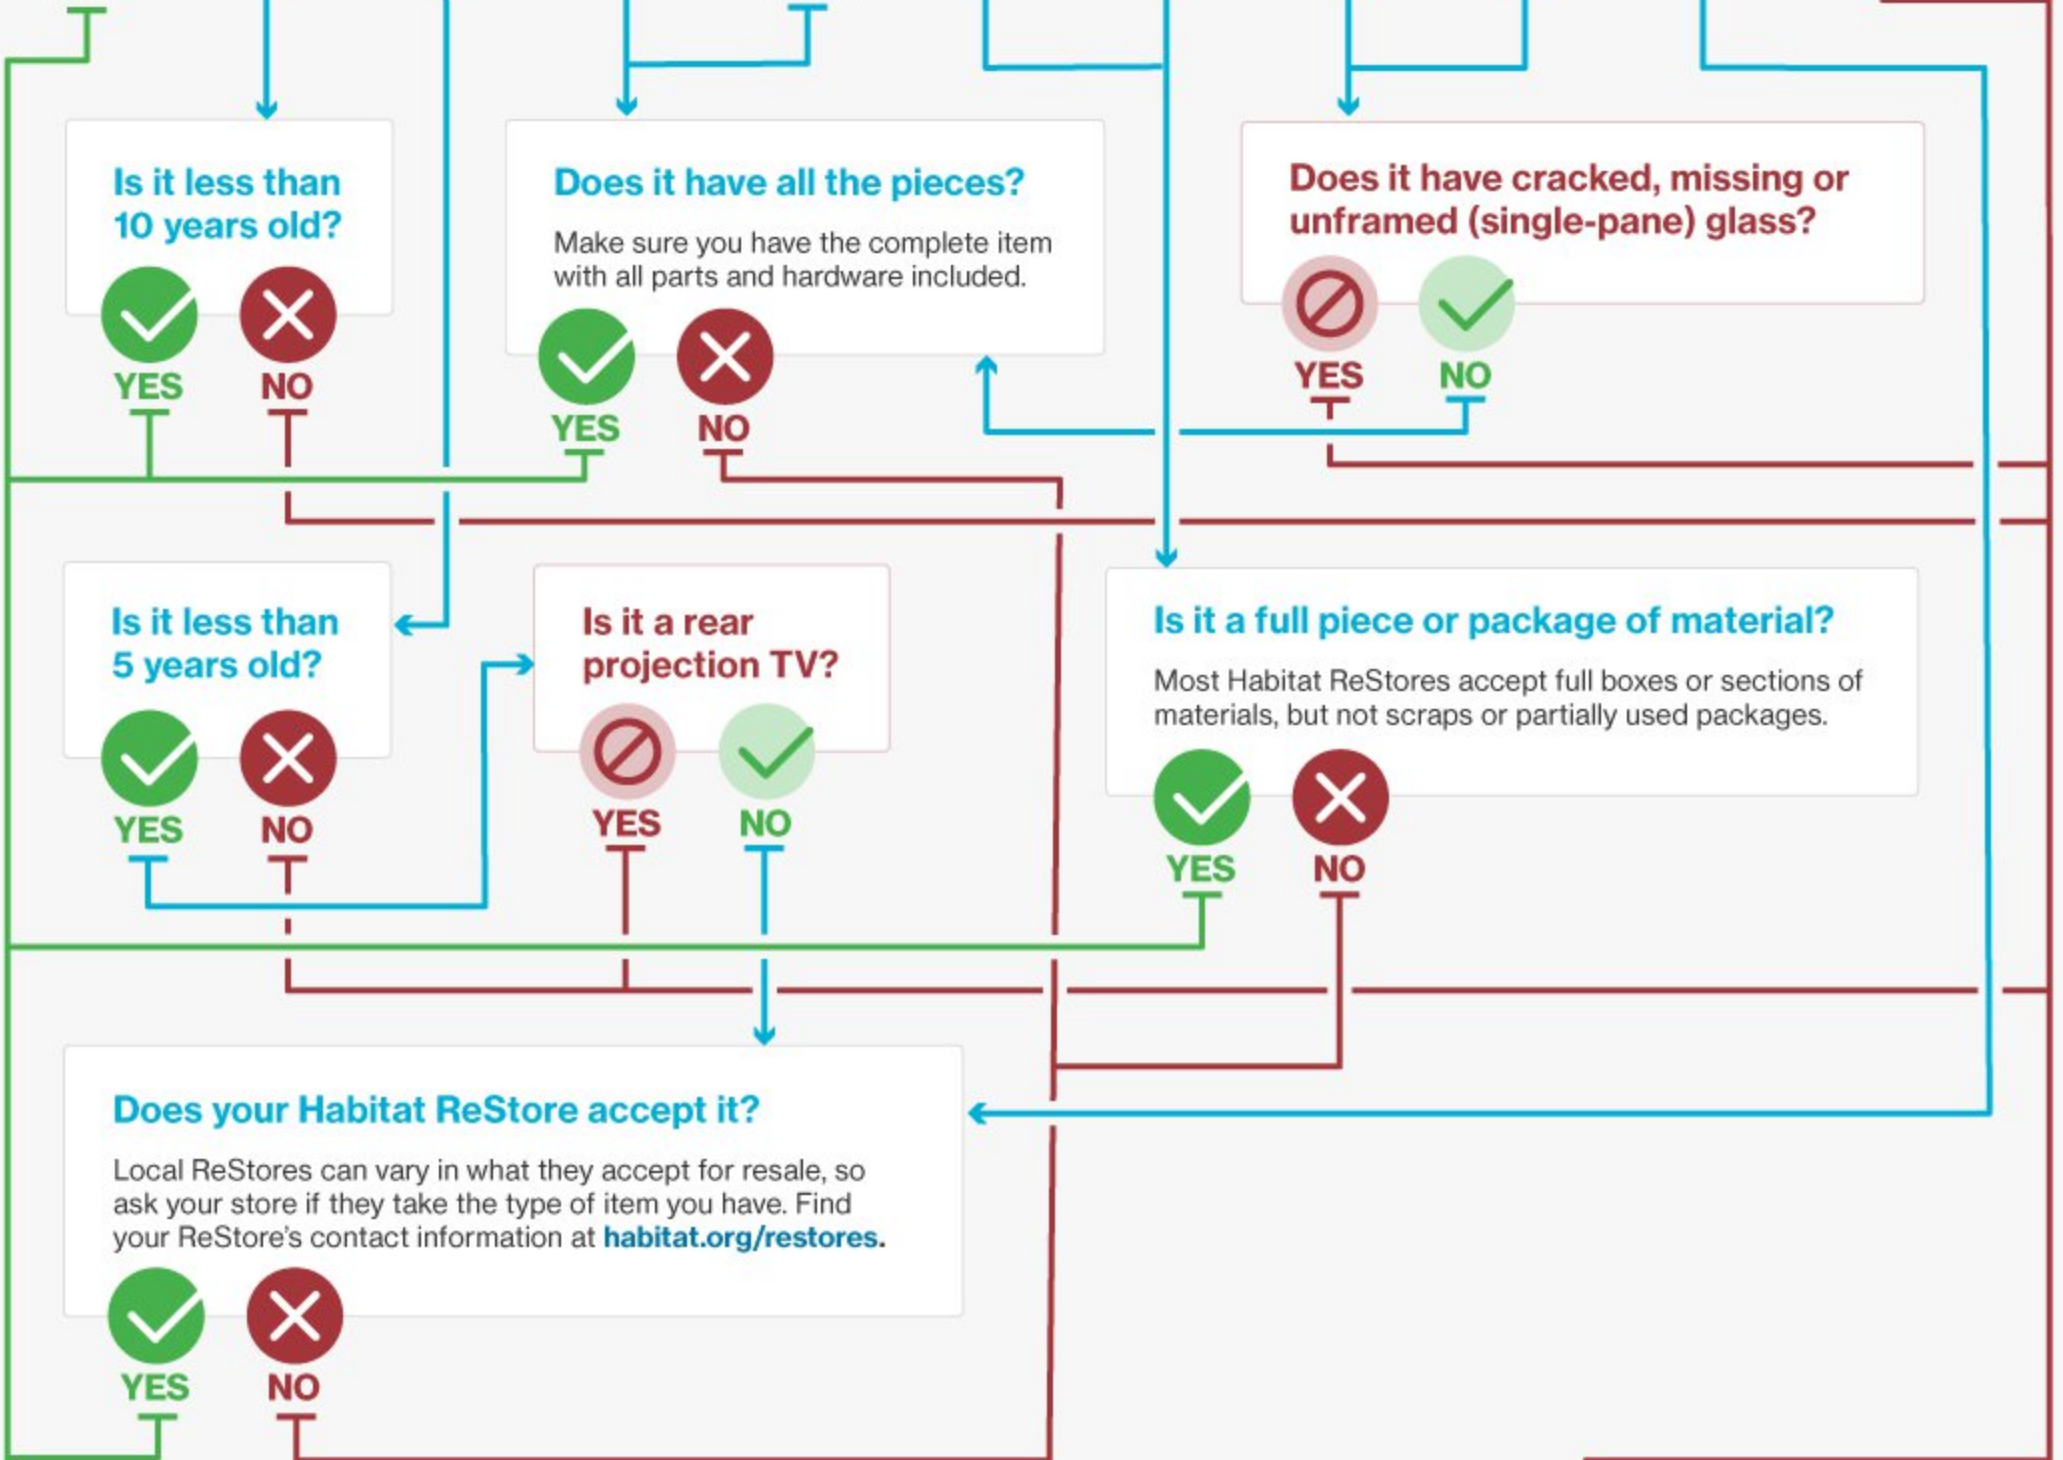 Is it less than
10 years old?
YES
NO
Does it have all the pieces?
Make sure you have the complete item
with all parts and hardware included.
YES
NO
Does it have cracked, missing or
unframed (single-pane) glass?
YES
NO
Is it less than
5 years old?
YES
NO
Is it a rear
projection TV?
YES
NO
Is it a full piece or package of material?
Most Habitat ReStores accept full boxes or sections of
materials, but not scraps or partially used packages.
YES
NO
Does your Habitat ReStore accept it?
Local ReStores can vary in what they accept for resale, so
ask your store if they take the type of item you have. Find
your ReStore’s contact information at habitat.org/restores.
YES
NO